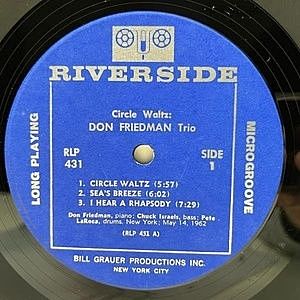 RIVERSIDE
LONG PLAYING
MICROGROOVE
Circle Waltz:
DON FRIEDMAN Trio
RLP
431
SIDE
1
1. CIRCLE WALTZ (5:57)
2. SEA'S BREEZE (6:02)
3. I HEAR A RHAPSODY (7:29)
Don Friedman, piano; Chuck Israels, bass; Pete
LaRoca, drums. New York; May 14, 1962
(RLP 431 A)
BILL GRAUER PRODUCTIONS INC.
NEW YORK CITY